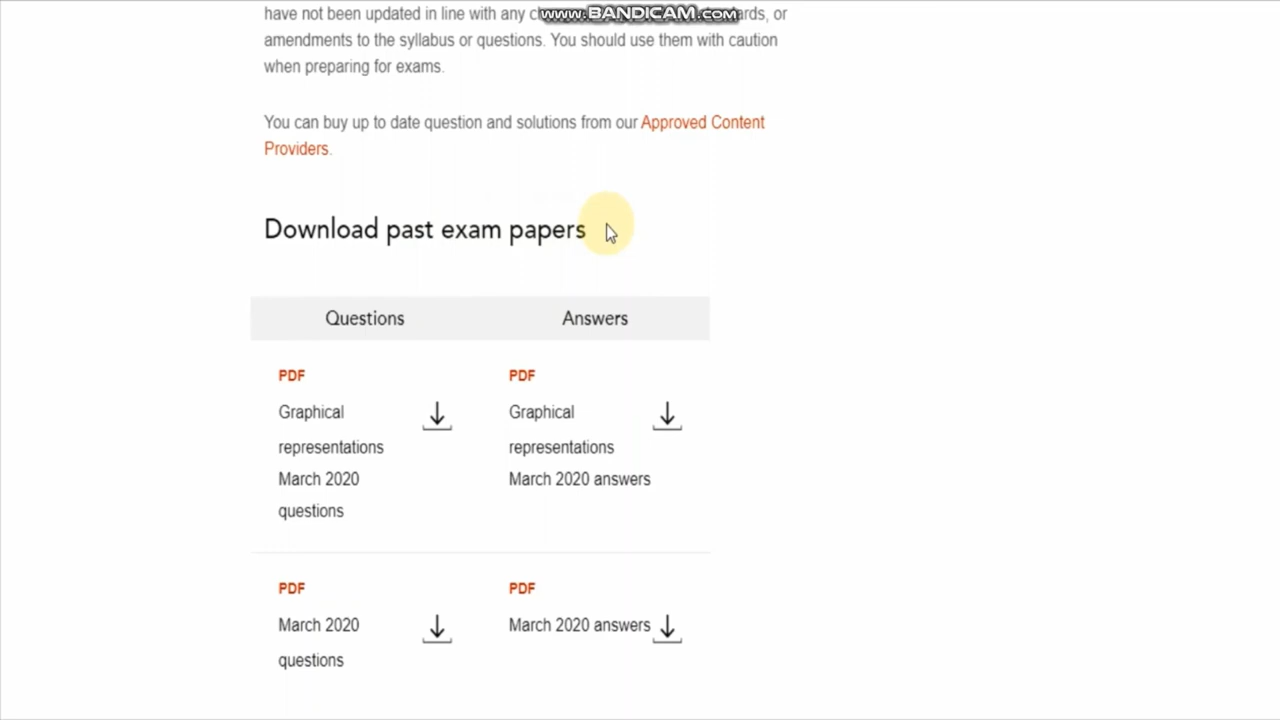 have not been updated in line with any
www.BANDICAM.com
ards, or
amendments to the syllabus or questions. You should use them with caution
when preparing for exams.
You can buy up to date question and solutions from our Approved Content
Providers.
Download past exam papers
Questions Answers
PDF PDF
Graphical Graphical
representations representations
March 2020 March 2020 answers
questions
PDF PDF
March 2020 March 2020 answers
questions